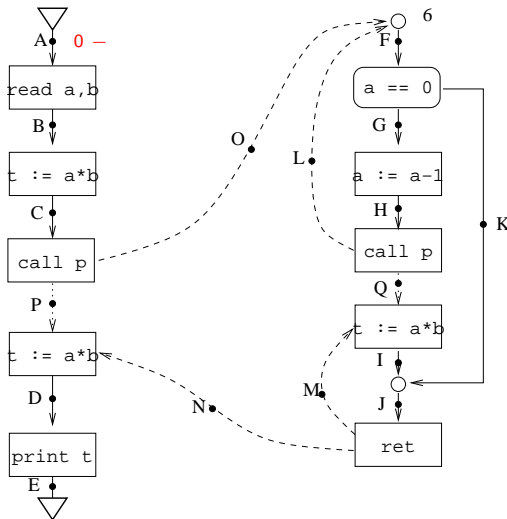 A
0 −
read a,b
B
t := a*b
C
call p
P
t := a*b
D
print t
E
O
N
6
F
a == 0
G
a := a−1
H
call p
Q
t := a*b
I
J
ret
L
M
K